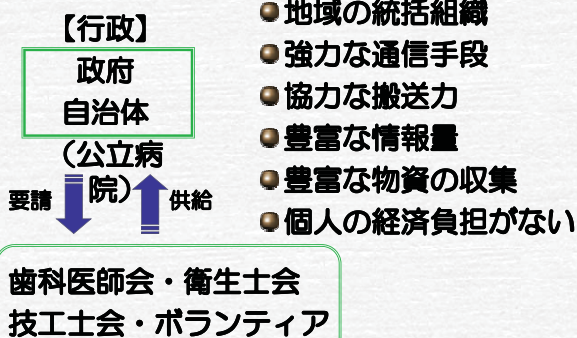 【行政】
政府
自治体
（公立病
院）
要請
供給
歯科医師会・衛生士会
技工士会・ボランティア
地域の統括組織
強力な通信手段
協力な搬送力
豊富な情報量
豊富な物資の収集
個人の経済負担がない